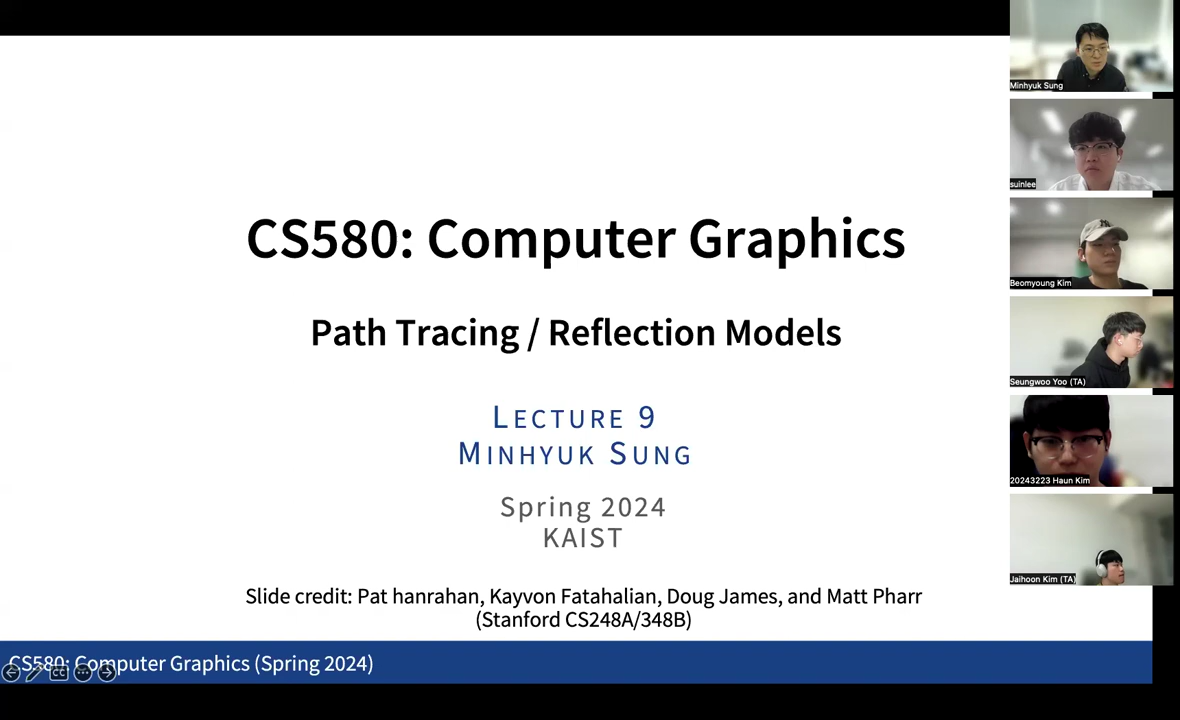 CS580: Computer Graphics
Path Tracing / Reflection Models
LECTURE 9
MINHYUK SUNG
Spring 2024
KAIST
Slide credit: Pat hanrahan, Kayvon Fatahalian, Doug James, and Matt Pharr
(Stanford CS248A/348B)
CS580: Computer Graphics (Spring 2024)
CC
Minhyuk Sung
suinlee
Beomyoung Kim
Seungwoo Yoo (TA)
20243223 Haun Kim
Jaihoon Kim (TA)